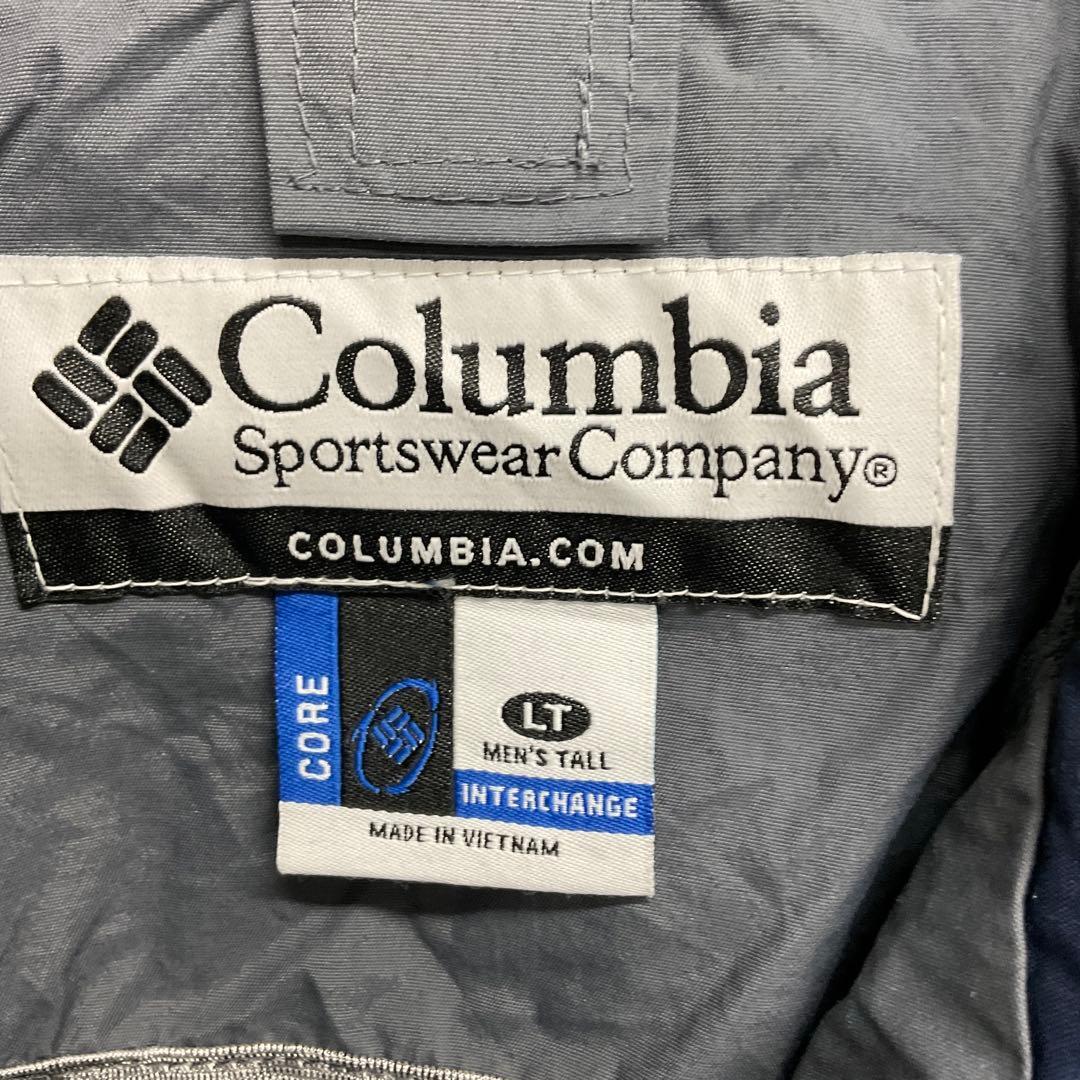 Columbia
Sportswear Company®
COLUMBIA.COM
CORE
LT
MEN'S TALL
INTERCHANGE
MADE IN VIETNAM